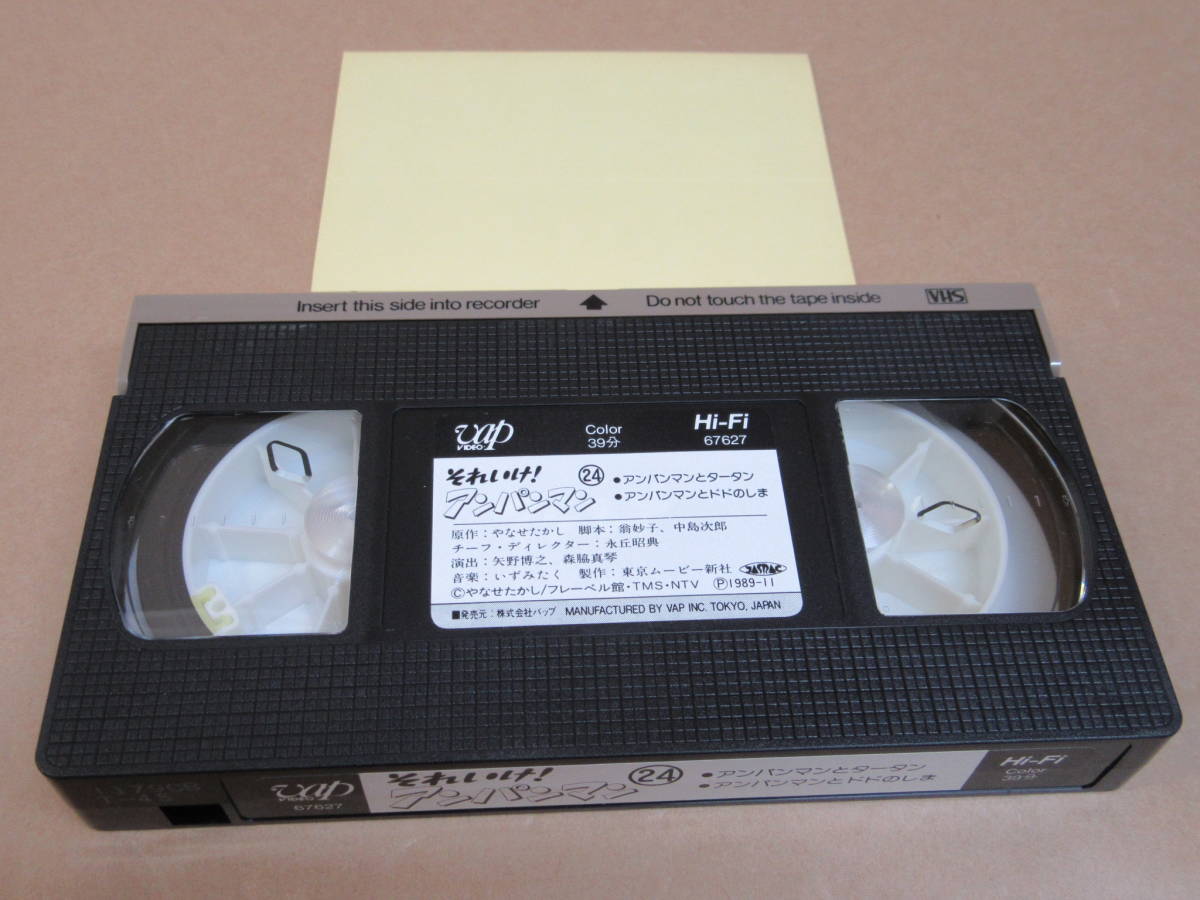 Insert this side into recorder Do not touch the tape inside VHS
vap VIDEO Color 39分 Hi-Fi 67627
それいけ! アンパンマン 24
•アンパンマンとタータン
•アンパンマンとドドのしま
原作:やなせたかし 脚本:翁妙子、中島次郎
チーフ・ディレクター:永丘昭典
演出:矢野博之、森脇真琴
音楽:いずみたく 製作:東京ムービー新社 JASRAC
©やなせたかし/フレーベル館・TMS・NTV Ⓟ1989-11
■発売元:株式会社バップ MANUFACTURED BY VAP INC. TOKYO, JAPAN
vap VIDEO 67627
それいけ! アンパンマン 24
•アンパンマンとタータン
•アンパンマンとドドのしま
Hi-Fi
Color
39分